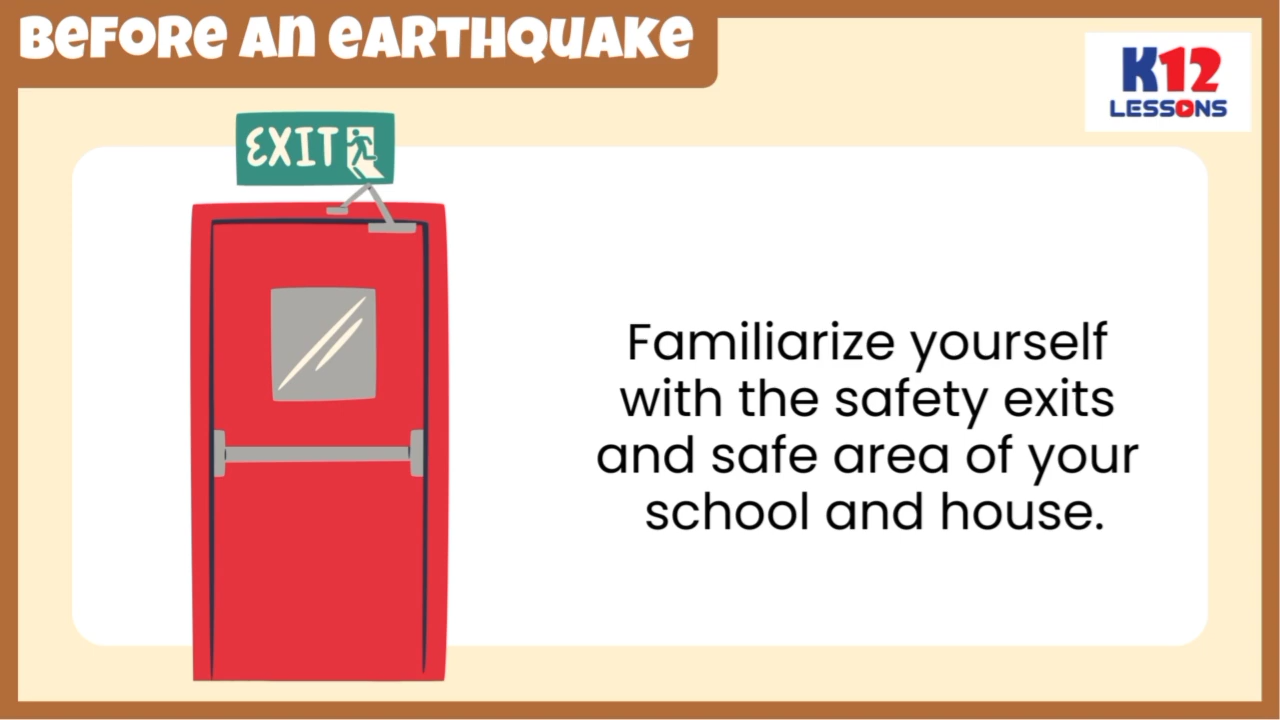 BEFORE AN EARTHQUAKE
K12
LESSONS
EXIT
Familiarize yourself
with the safety exits
and safe area of your
school and house.